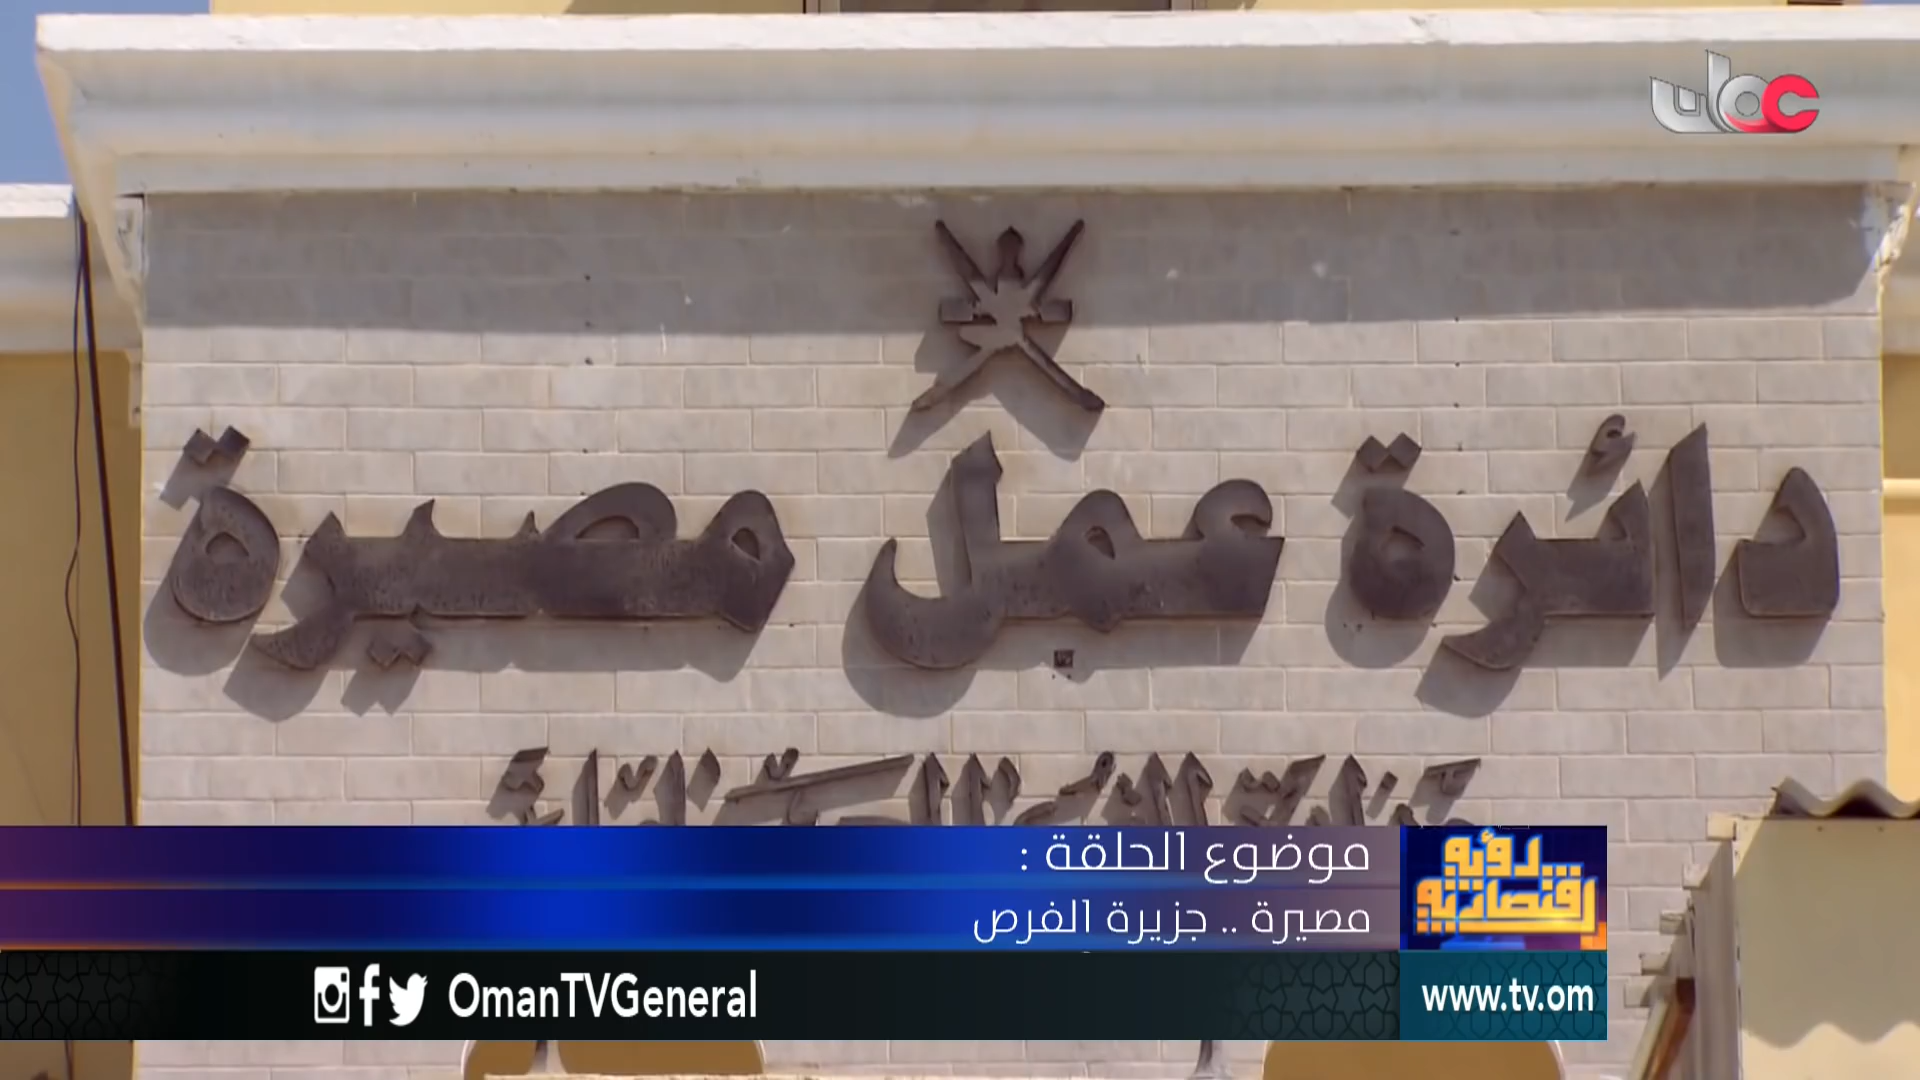 عمان
دائرة عمل مصيرة
موضوع الحلقة :
مصيرة .. جزيرة الفرص
رؤية
اقتصادية
OmanTVGeneral
www.tv.om